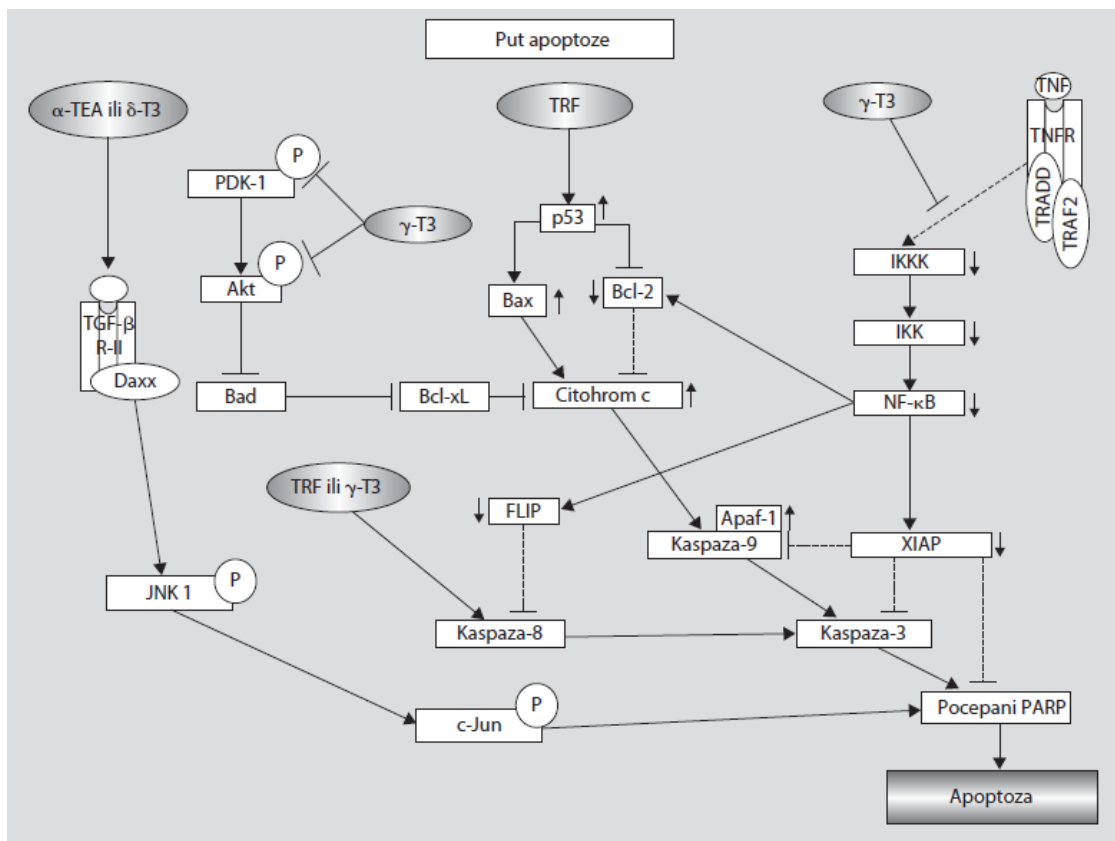 Put apoptoze
α-TEA ili δ-T3
TRF
γ-T3
TNF
TNFR
TRADD
TRAF2
P
PDK-1
γ-T3
p53
P
Akt
IKKK
TGF-β
R-II
Daxx
Bax
Bcl-2
IKK
Bad
Bcl-xL
Citohrom c
NF-κB
TRF ili γ-T3
FLIP
Apaf-1
Kaspaza-9
XIAP
P
JNK 1
Kaspaza-8
Kaspaza-3
P
c-Jun
Pocepani PARP
Apoptoza